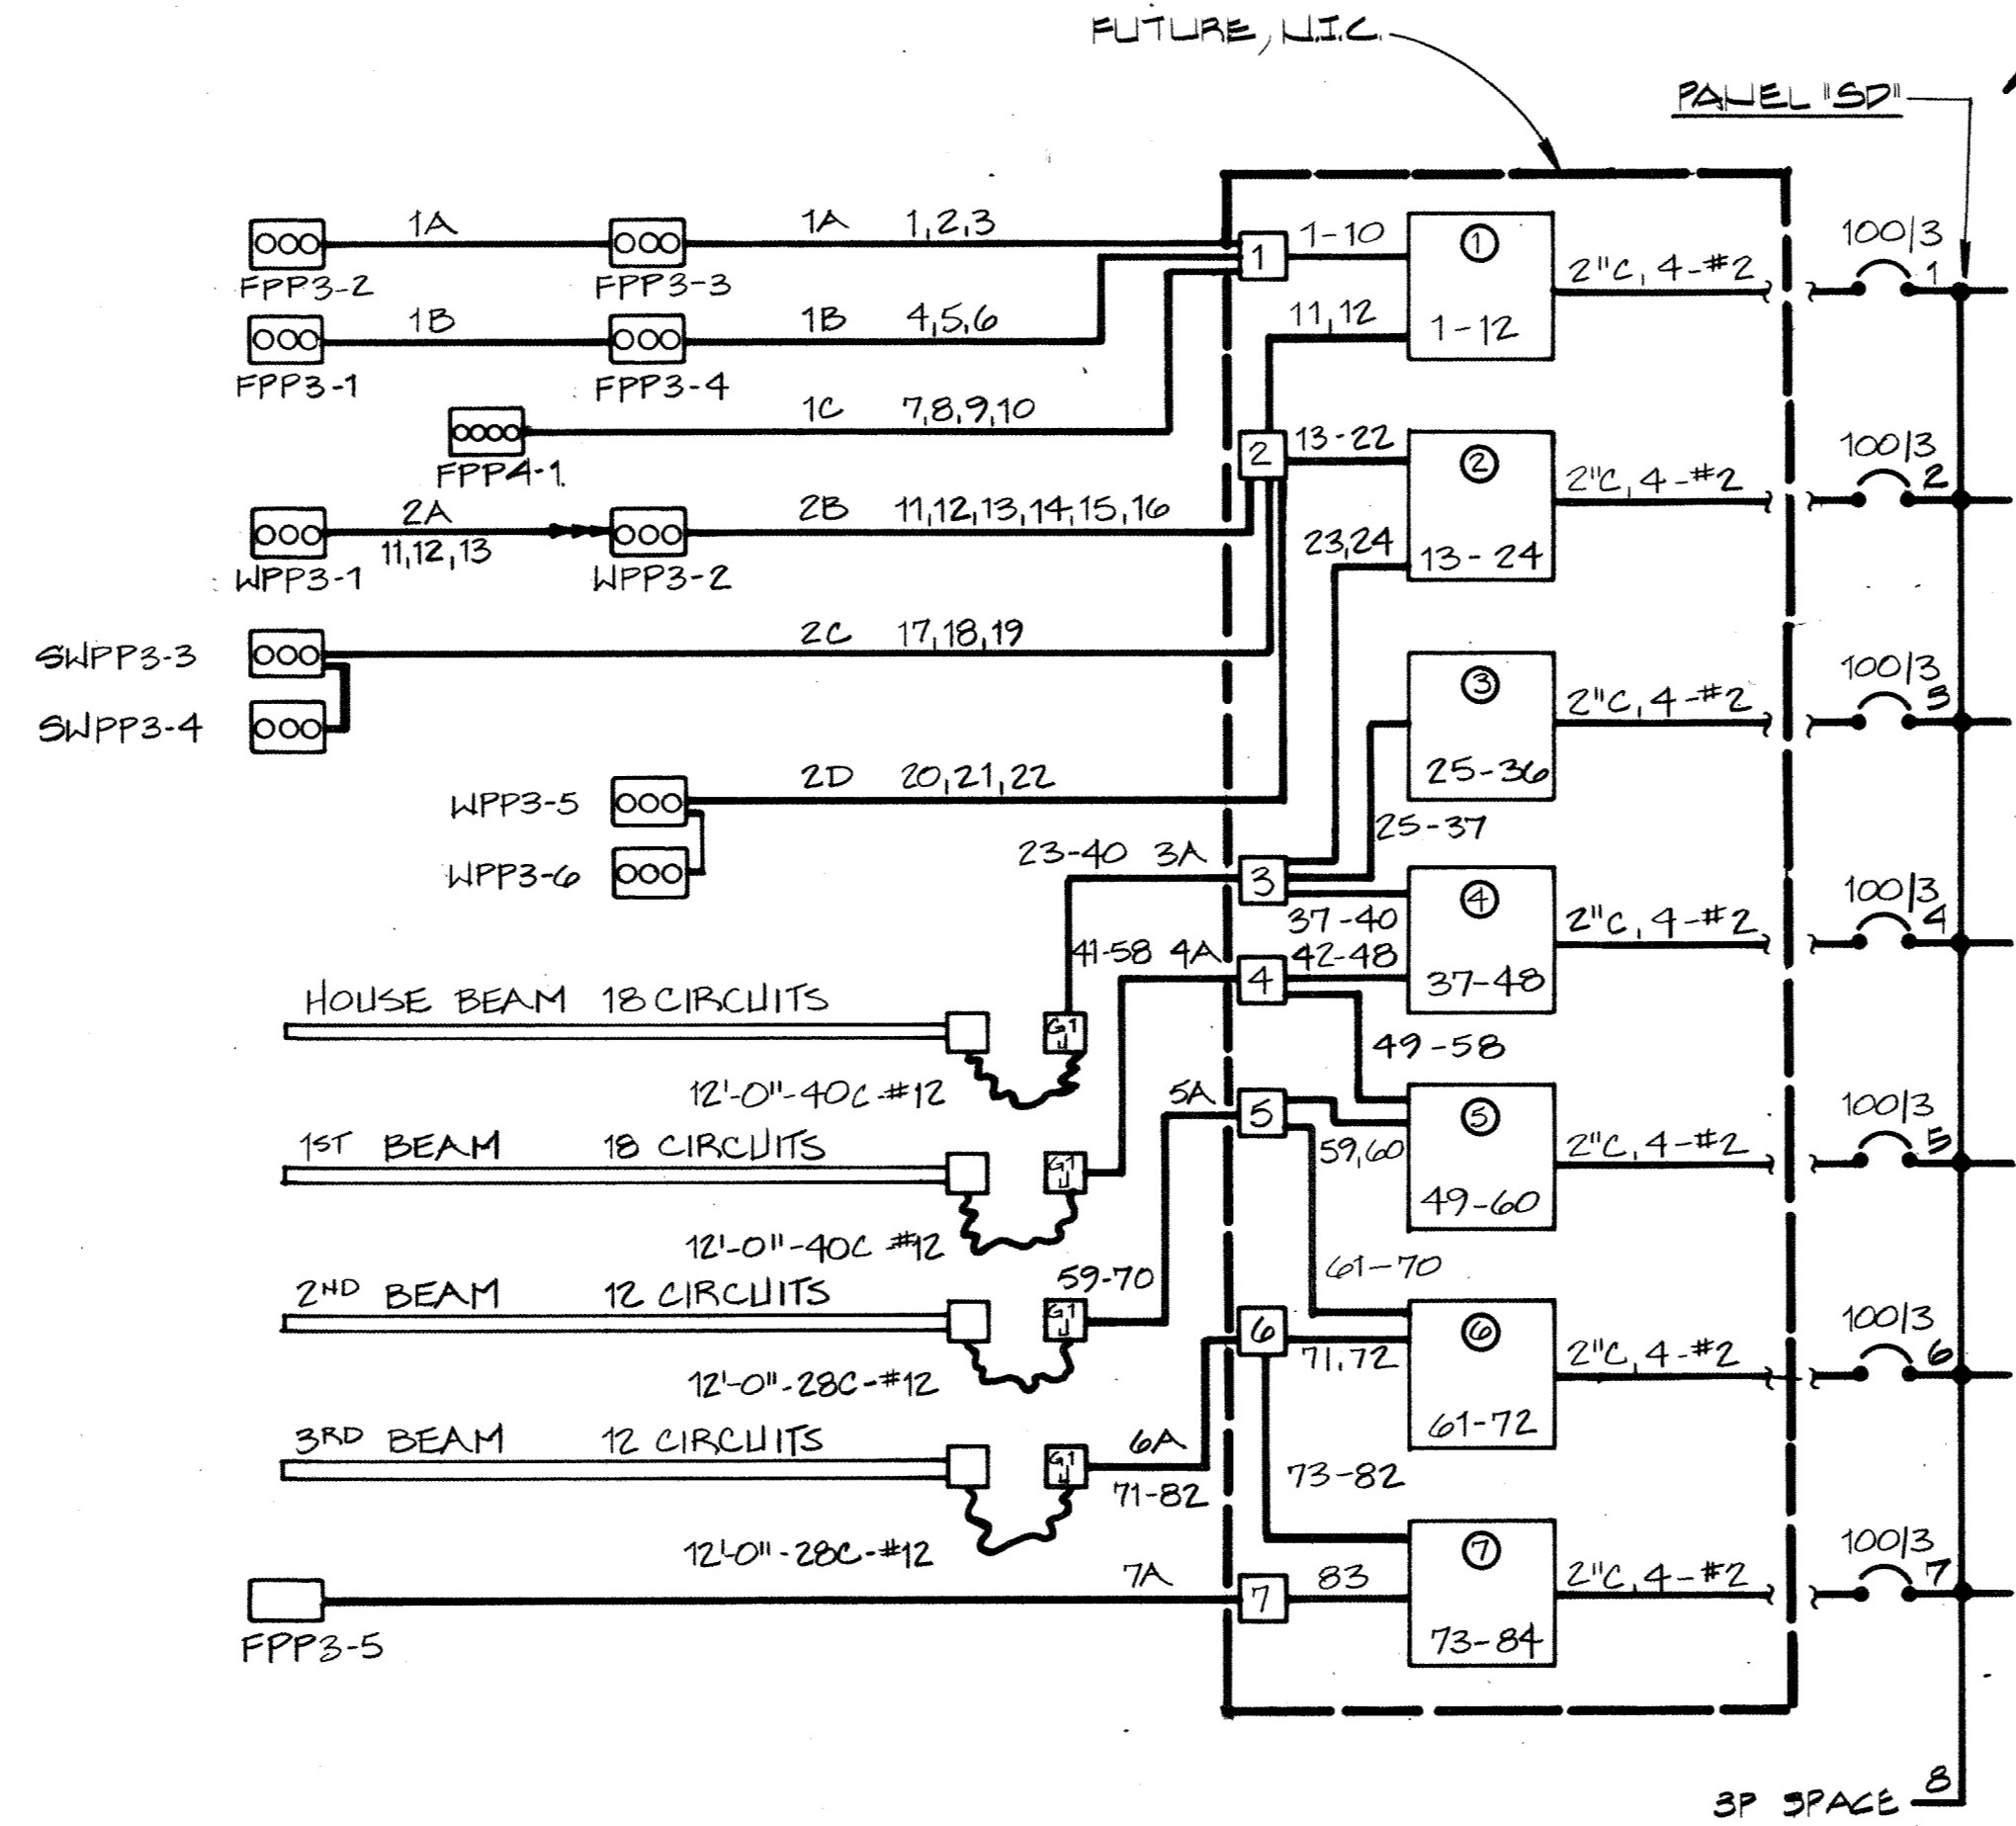 FUTURE, N.I.C.
PANEL "SD"
1A
1A 1,2,3
1
1-10
1
2"C, 4-#2
100/3
1
FPP3-2
FPP3-3
11,12
1-12
1B
1B 4,5,6
FPP3-1
FPP3-4
1C 7,8,9,10
FPP4-1
2
13-22
2
2"C, 4-#2
100/3
2
2A
11,12,13
2B 11,12,13,14,15,16
23,24
13-24
WPP3-1
WPP3-2
SWPP3-3
2C 17,18,19
SWPP3-4
3
2"C, 4-#2
100/3
3
25-36
WPP3-5
2D 20,21,22
25-37
WPP3-6
23-40 3A
3
37-40
4
2"C, 4-#2
100/3
4
41-58 4A
4
42-48
37-48
HOUSE BEAM 18 CIRCUITS
GTJ
49-58
12'-0"-40C-#12
5A
5
59,60
5
2"C, 4-#2
100/3
5
1ST BEAM 18 CIRCUITS
GTJ
49-60
12'-0"-40C-#12
59-70
61-70
2ND BEAM 12 CIRCUITS
GTJ
6
71,72
6
2"C, 4-#2
100/3
6
12'-0"-28C-#12
61-72
3RD BEAM 12 CIRCUITS
GTJ
6A
71-82
73-82
12'-0"-28C-#12
7A
7
83
7
2"C, 4-#2
100/3
7
FPP3-5
73-84
3P SPACE 8